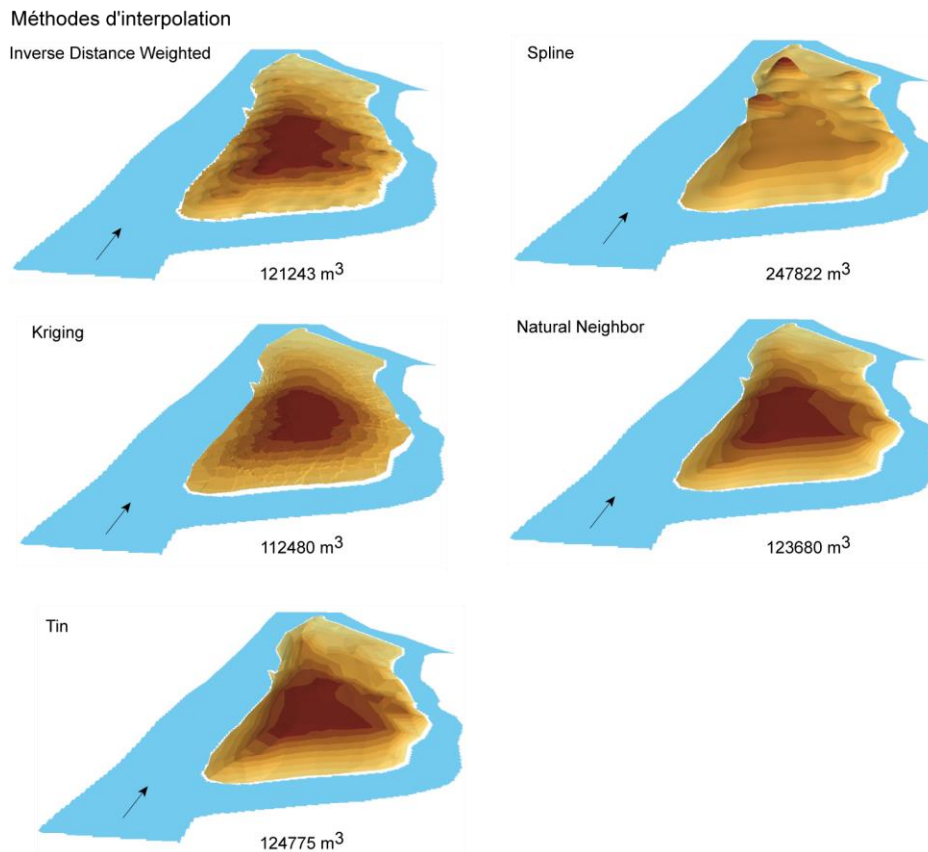 Méthodes d'interpolation
Inverse Distance Weighted
Spline
121243 m3
247822 m3
Kriging
Natural Neighbor
112480 m3
123680 m3
Tin
124775 m3